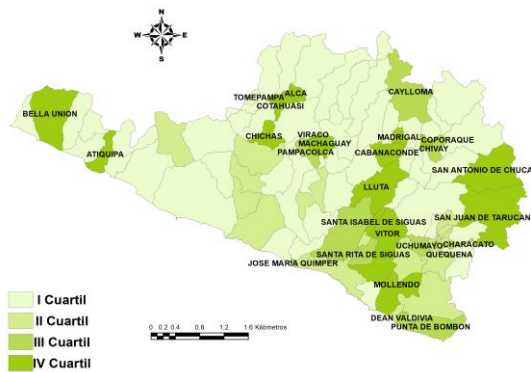 N
W E
S
BELLA UNION
ATIQUIPA
TOMEPAMPA
ALCA
COTAHUASI
CHICHAS
VIRACO
MACHAGUAY
PAMPACOLCA
CAYLLOMA
MADRIGAL
COPORAQUE
CHIVAY
CABANACONDE
SAN ANTONIO DE CHUCA
LLUTA
SANTA ISABEL DE SIGUAS
SAN JUAN DE TARUCAN
VITOR
UCHUMAYO
CHARACATO
QUEQUENA
SANTA RITA DE SIGUAS
JOSE MARIA QUIMPER
MOLLENDO
DEAN VALDIVIA
PUNTA DE BOMBON
I Cuartil
II Cuartil
III Cuartil
IV Cuartil
0 0.2 0.4 0.8 1.2 1.6 Kilómetros